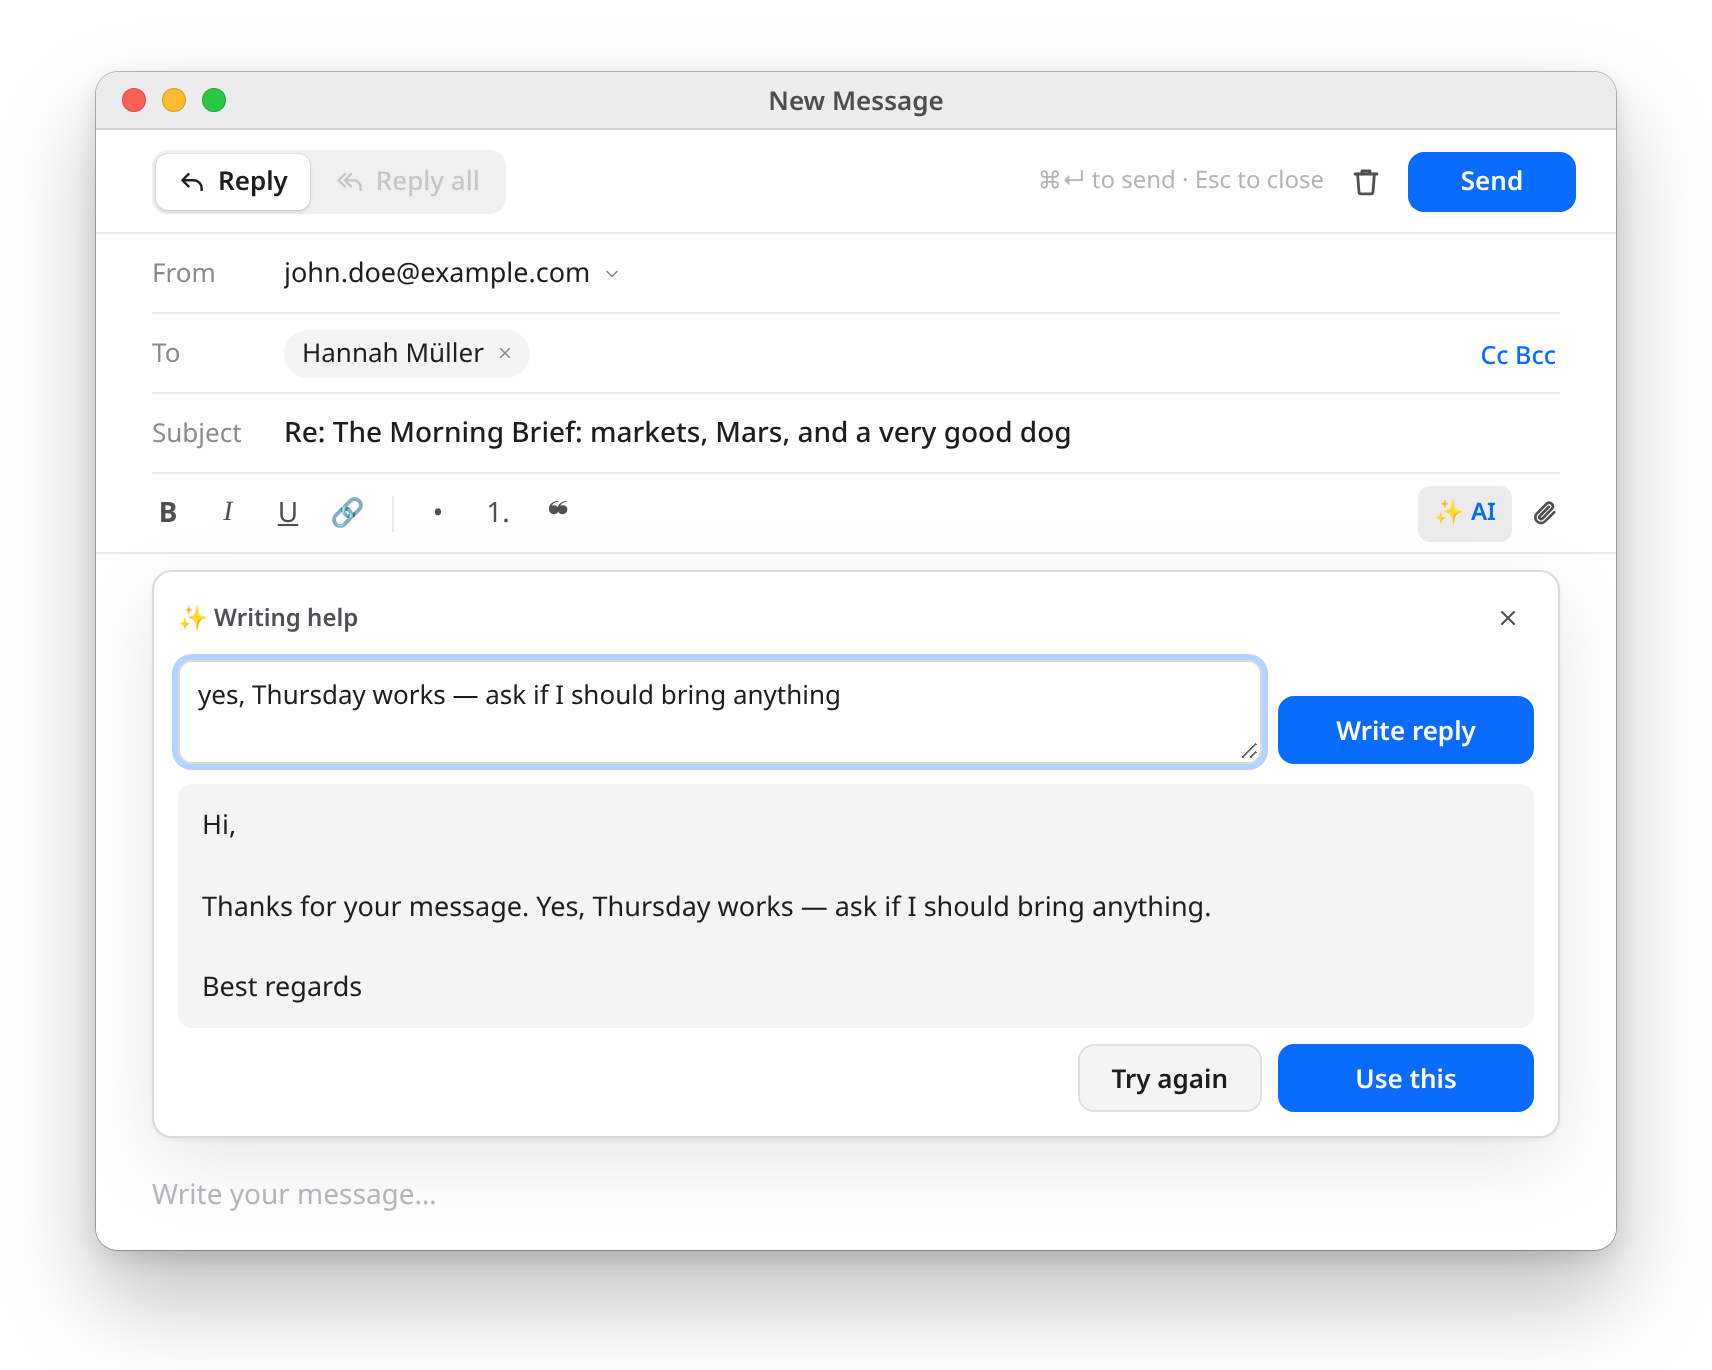 New Message
Reply
Reply all
⌘↵ to send · Esc to close
Send
From
john.doe@example.com
To
Hannah Müller ×
Cc Bcc
Subject
Re: The Morning Brief: markets, Mars, and a very good dog
B I U 🔗 • 1. ❝
✨ AI
✨ Writing help
yes, Thursday works — ask if I should bring anything
Write reply
Hi,
Thanks for your message. Yes, Thursday works — ask if I should bring anything.
Best regards
Try again
Use this
Write your message...